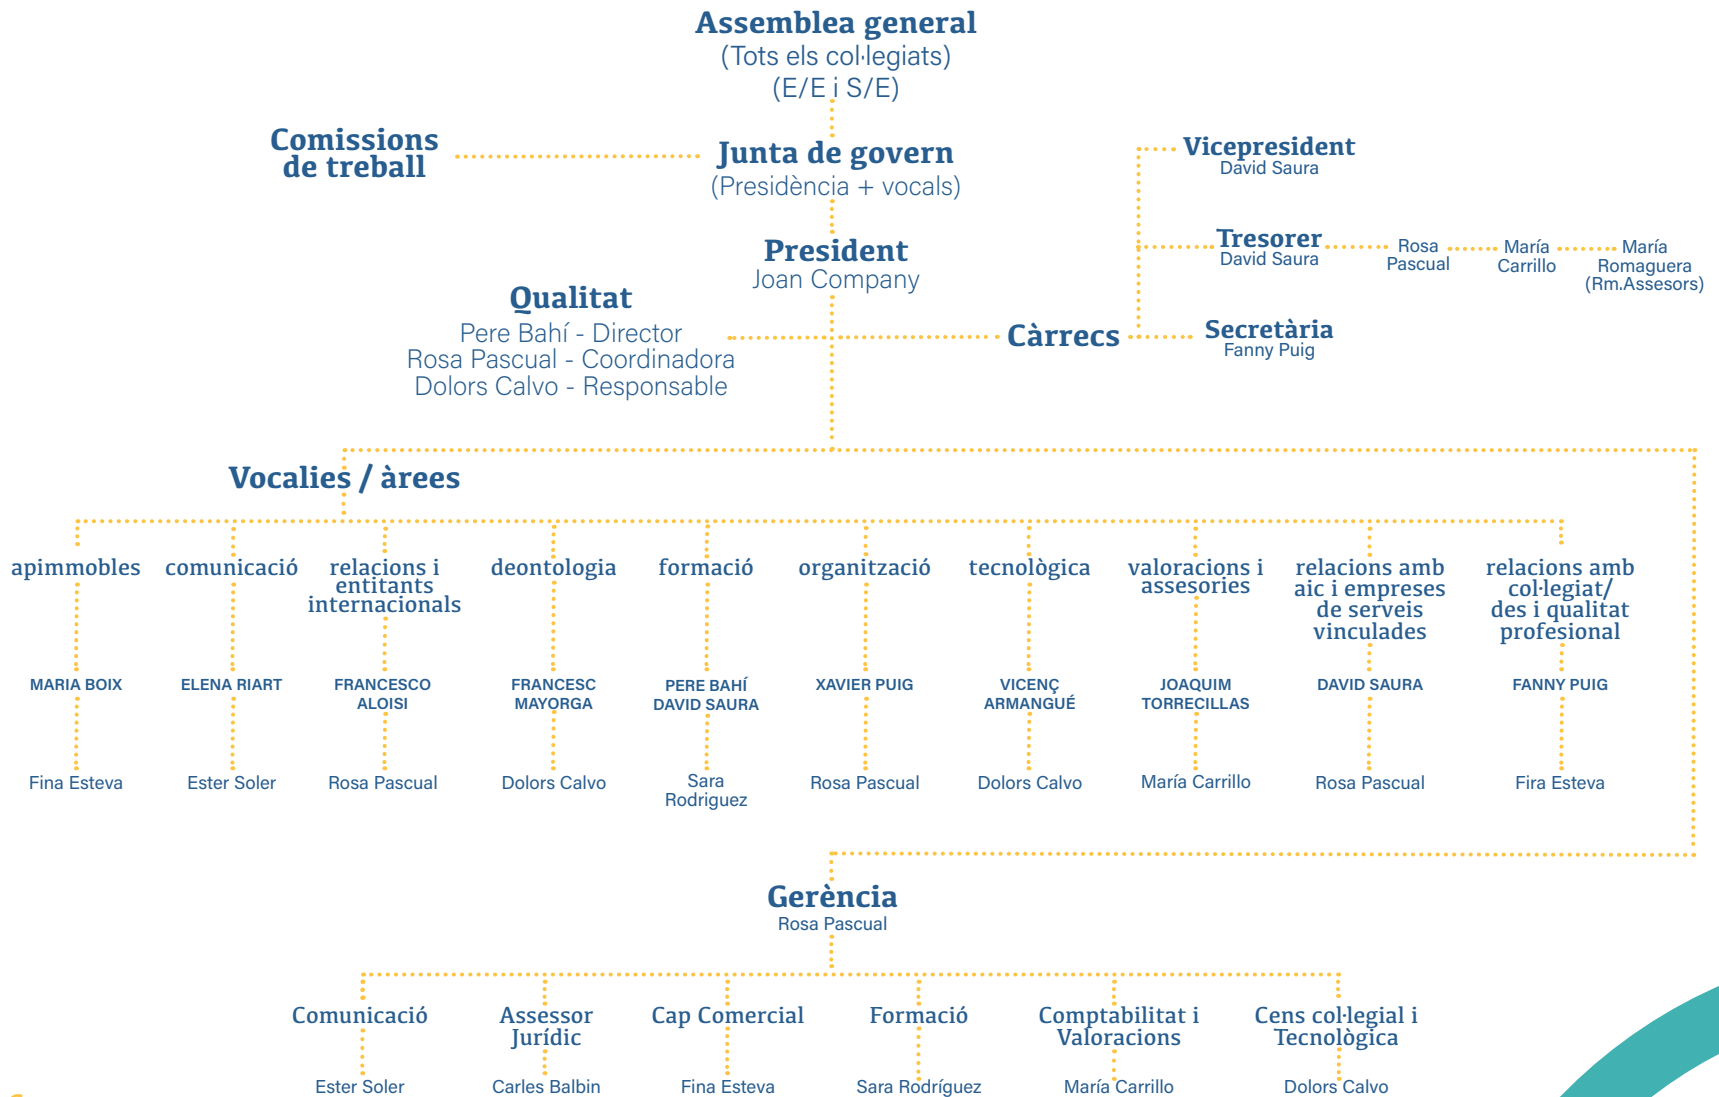 Assemblea general
(Tots els col·legiats)
(E/E i S/E)
Comissions
de treball
Junta de govern
(Presidència + vocals)
Vicepresident
David Saura
President
Joan Company
Tresorer
David Saura
Rosa
Pascual
María
Carrillo
María
Romaguera
(Rm.Assesors)
Qualitat
Pere Bahí - Director
Rosa Pascual - Coordinadora
Dolors Calvo - Responsable
Càrrecs
Secretària
Fanny Puig
Vocalies / àrees
apimmobles
comunicació
relacions i
entitants
internacionals
deontologia
formació
organització
tecnològica
valoracions i
assesories
relacions amb
aic i empreses
de serveis
vinculades
relacions amb
col·legiat/
des i qualitat
profesional
MARIA BOIX
ELENA RIART
FRANCESCO
ALOISI
FRANCESC
MAYORGA
PERE BAHÍ
DAVID SAURA
XAVIER PUIG
VICENÇ
ARMANGUÉ
JOAQUIM
TORRECILLAS
DAVID SAURA
FANNY PUIG
Fina Esteva
Ester Soler
Rosa Pascual
Dolors Calvo
Sara
Rodriguez
Rosa Pascual
Dolors Calvo
María Carrillo
Rosa Pascual
Fira Esteva
Gerència
Rosa Pascual
Comunicació
Assessor
Jurídic
Cap Comercial
Formació
Comptabilitat i
Valoracions
Cens col·legial i
Tecnològica
Ester Soler
Carles Balbin
Fina Esteva
Sara Rodríguez
María Carrillo
Dolors Calvo